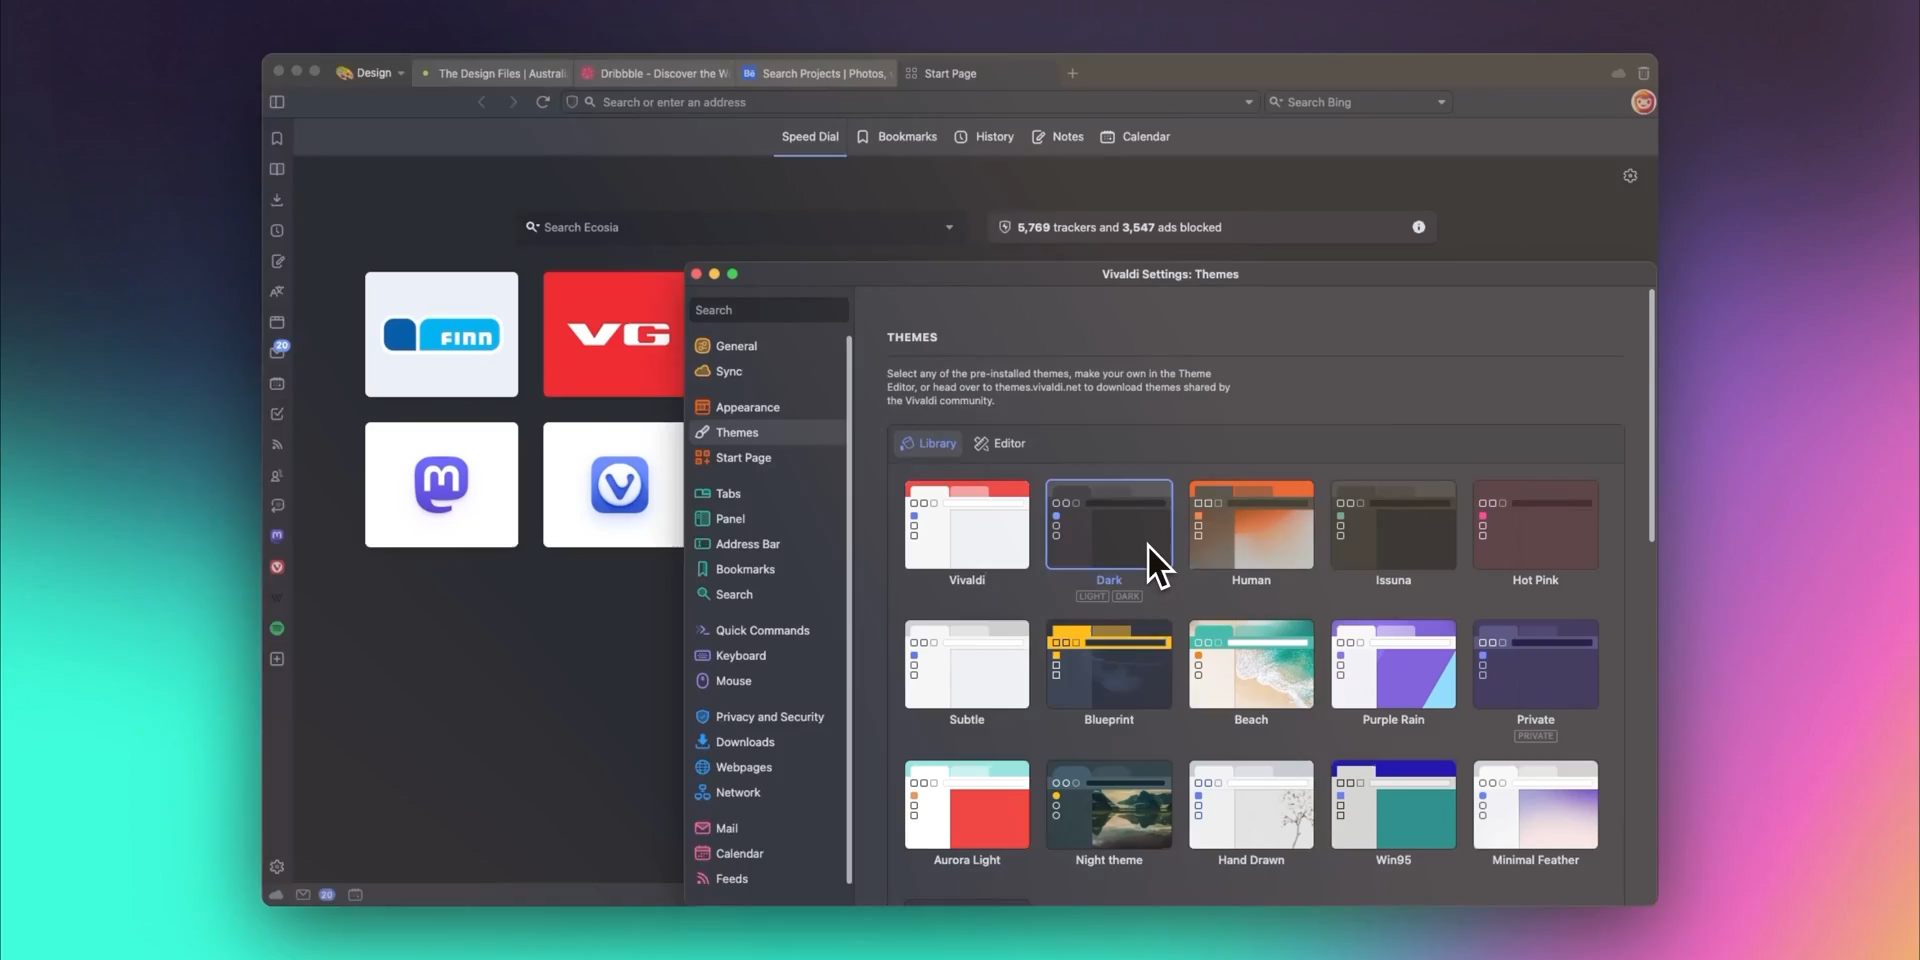 Design
The Design Files | Australi
Dribbble - Discover the W
Bē
Search Projects | Photos,
Start Page
Search or enter an address
Search Bing
Speed Dial
Bookmarks
History
Notes
Calendar
Search Ecosia
5,769 trackers and 3,547 ads blocked
20
FINN
VG
m
Vivaldi Settings: Themes
Search
General
Sync
Appearance
Themes
Start Page
Tabs
Panel
Address Bar
Bookmarks
Search
Quick Commands
Keyboard
Mouse
Privacy and Security
Downloads
Webpages
Network
Mail
Calendar
Feeds
THEMES
Select any of the pre-installed themes, make your own in the Theme
Editor, or head over to themes.vivaldi.net to download themes shared by
the Vivaldi community.
Library
Editor
Vivaldi
Dark
LIGHT DARK
Human
Issuna
Hot Pink
Subtle
Blueprint
Beach
Purple Rain
Private
PRIVATE
Aurora Light
Night theme
Hand Drawn
Win95
Minimal Feather
20